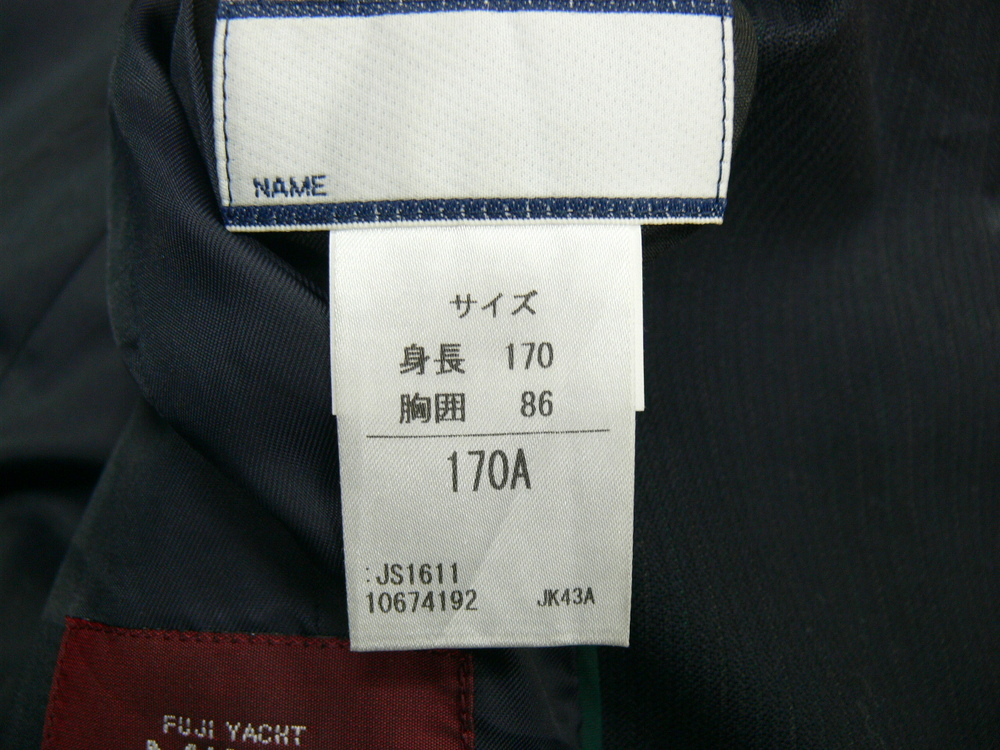 NAME
サイズ
身長 170
胸囲 86
170A
:JS1611
10674192 JK43A
FUJI YACHT